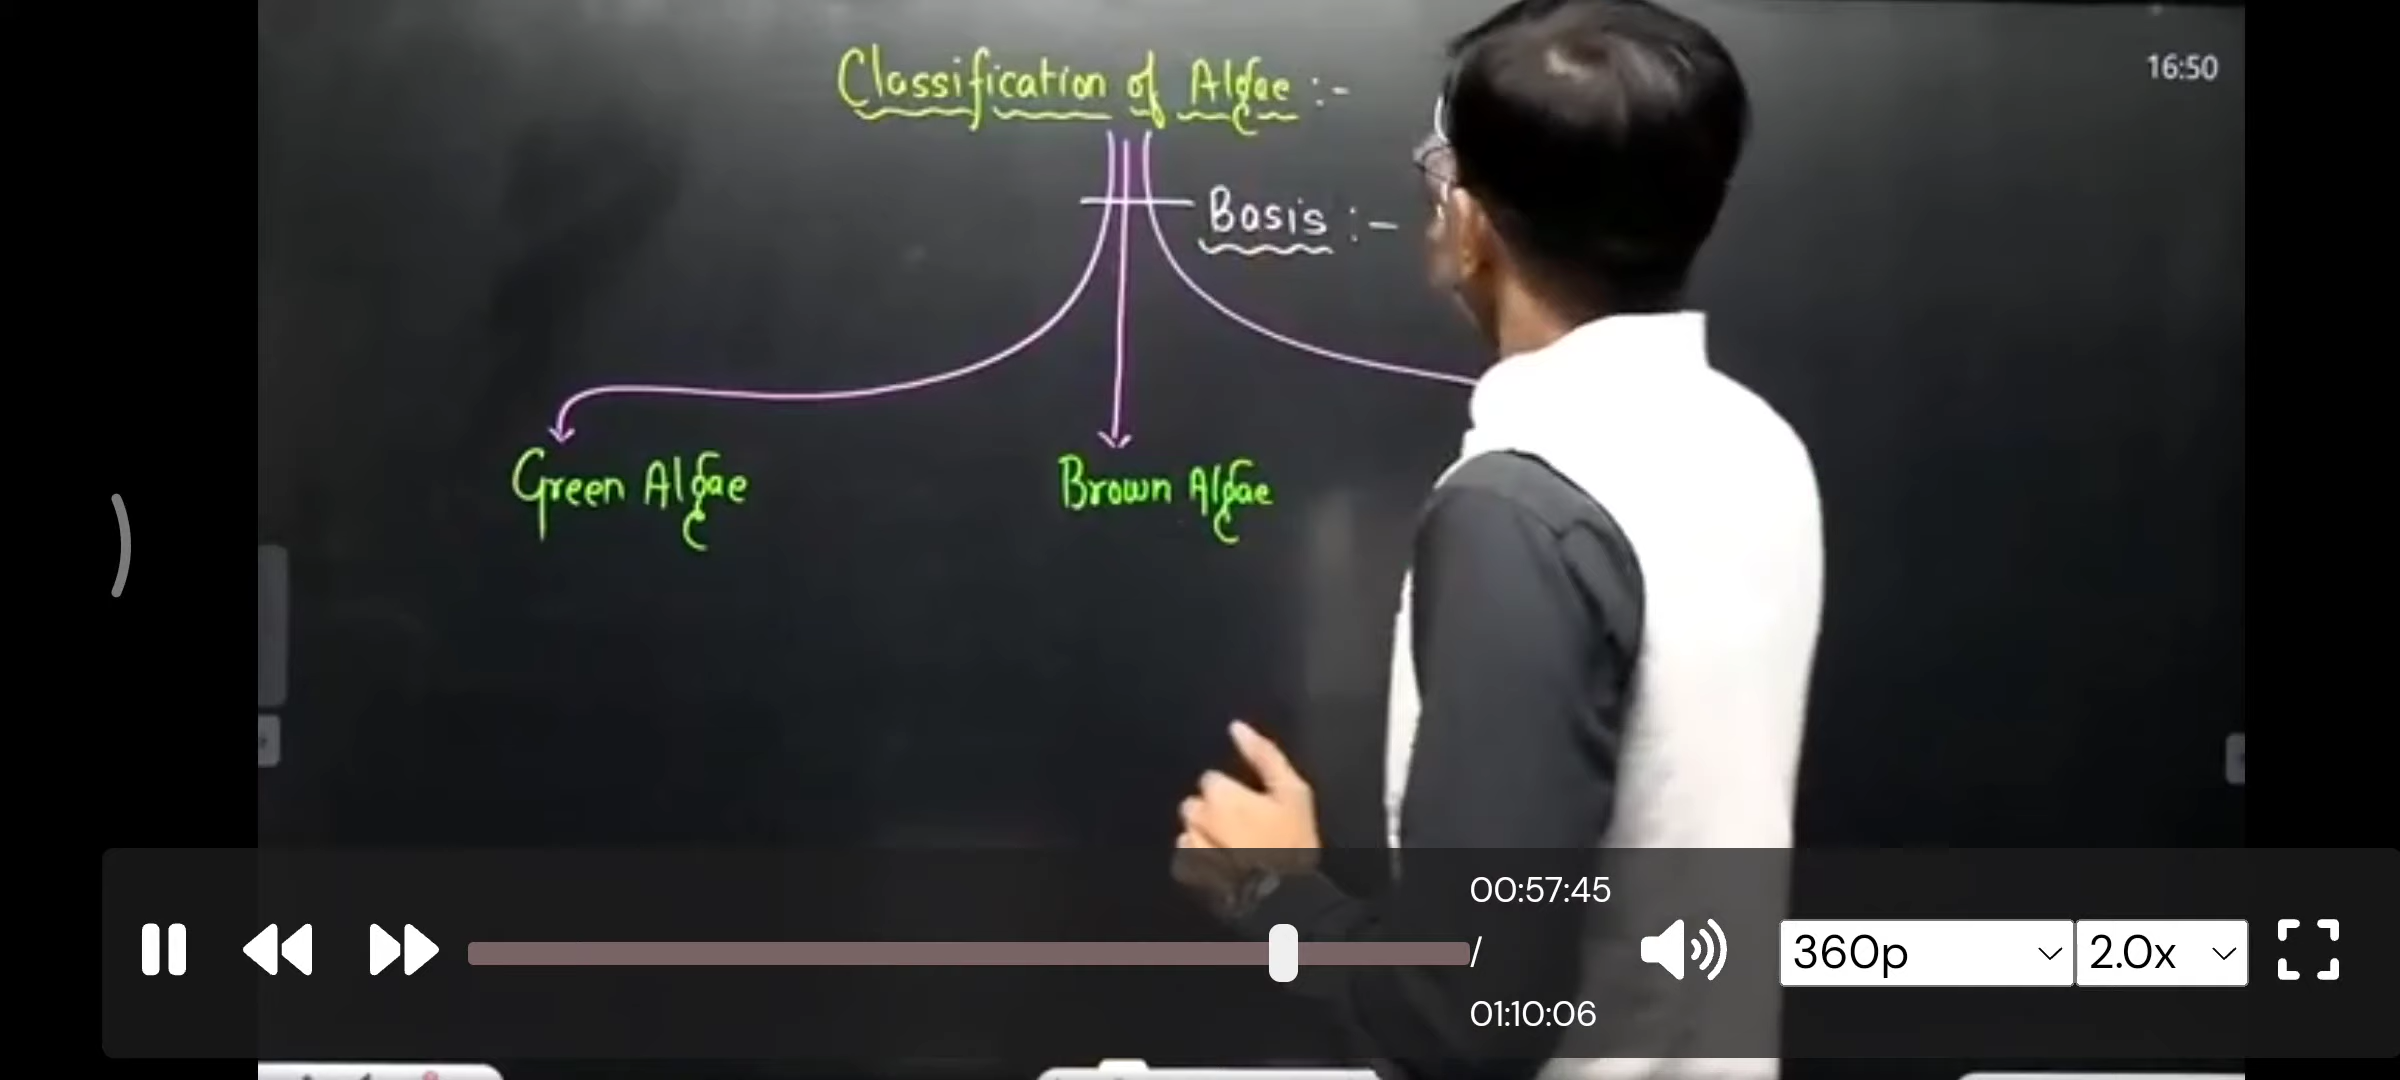 Classification of Algae :-
16:50
Basis :-
Green Algae
Brown Algae
00:57:45
/
01:10:06
360p
2.0x